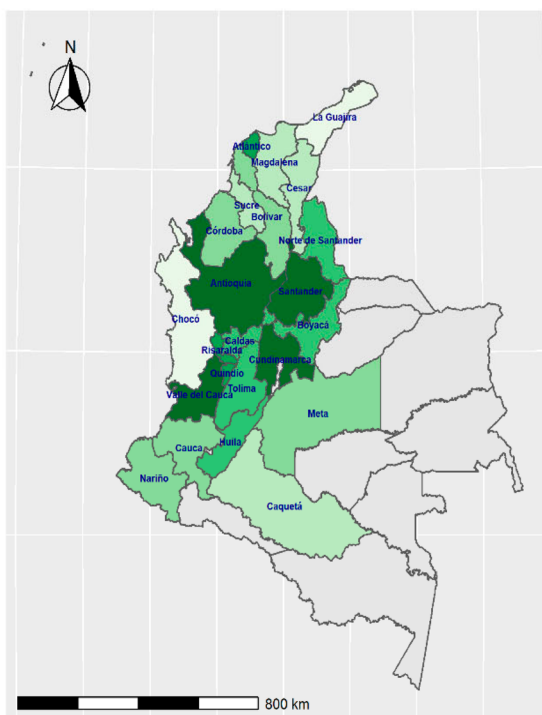 N
La Guajira
Atlántico
Magdalena
Cesar
Sucre
Bolívar
Córdoba
Norte de Santander
Antioquia
Santander
Chocó
Boyacá
Caldas
Risaralda
Cundinamarca
Quindío
Tolima
Valle del Cauca
Meta
Huila
Cauca
Nariño
Caquetá
800 km